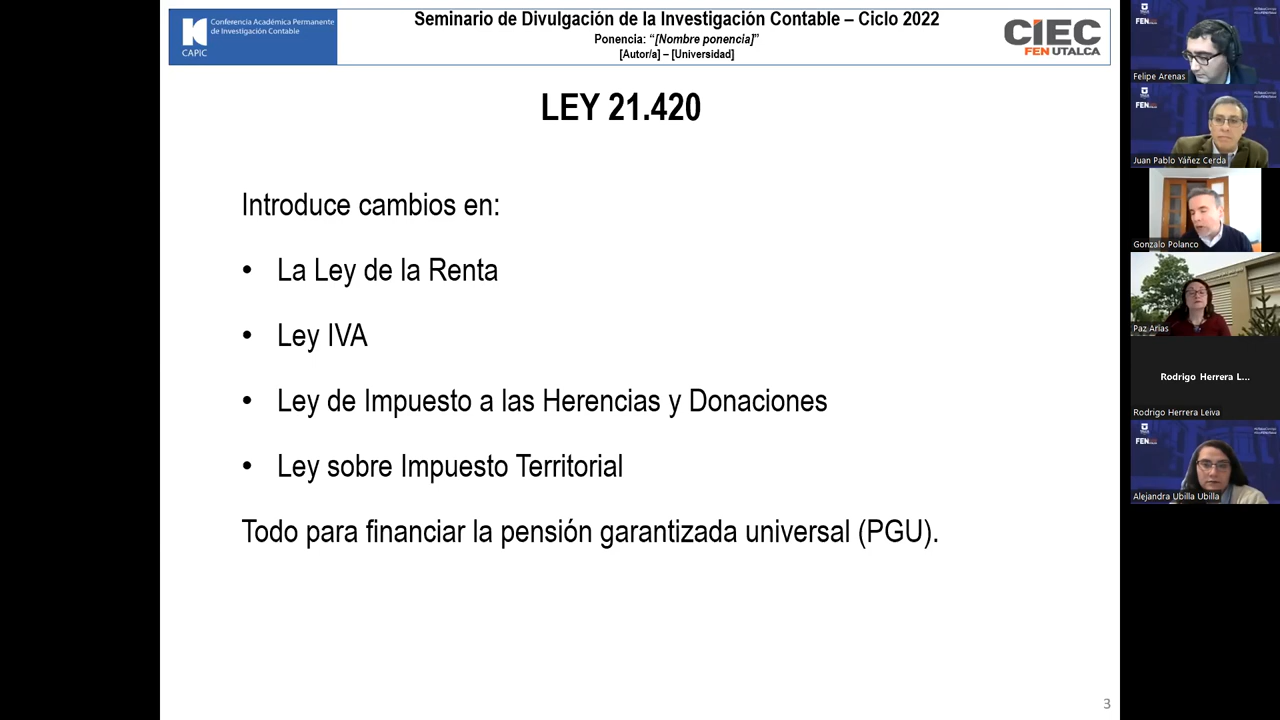 Conferencia Académica Permanente
de Investigación Contable
CAPIC
Seminario de Divulgación de la Investigación Contable – Ciclo 2022
Ponencia: “[Nombre ponencia]”
[Autor/a] – [Universidad]
CIEC
FEN UTALCA
LEY 21.420
Introduce cambios en:
• La Ley de la Renta
• Ley IVA
• Ley de Impuesto a las Herencias y Donaciones
• Ley sobre Impuesto Territorial
Todo para financiar la pensión garantizada universal (PGU).
3
FEN
Felipe Arenas
FEN
Juan Pablo Yáñez Cerda
Gonzalo Polanco
Paz Arias
Rodrigo Herrera L...
Rodrigo Herrera Leiva
FEN
Alejandra Ubilla Ubilla